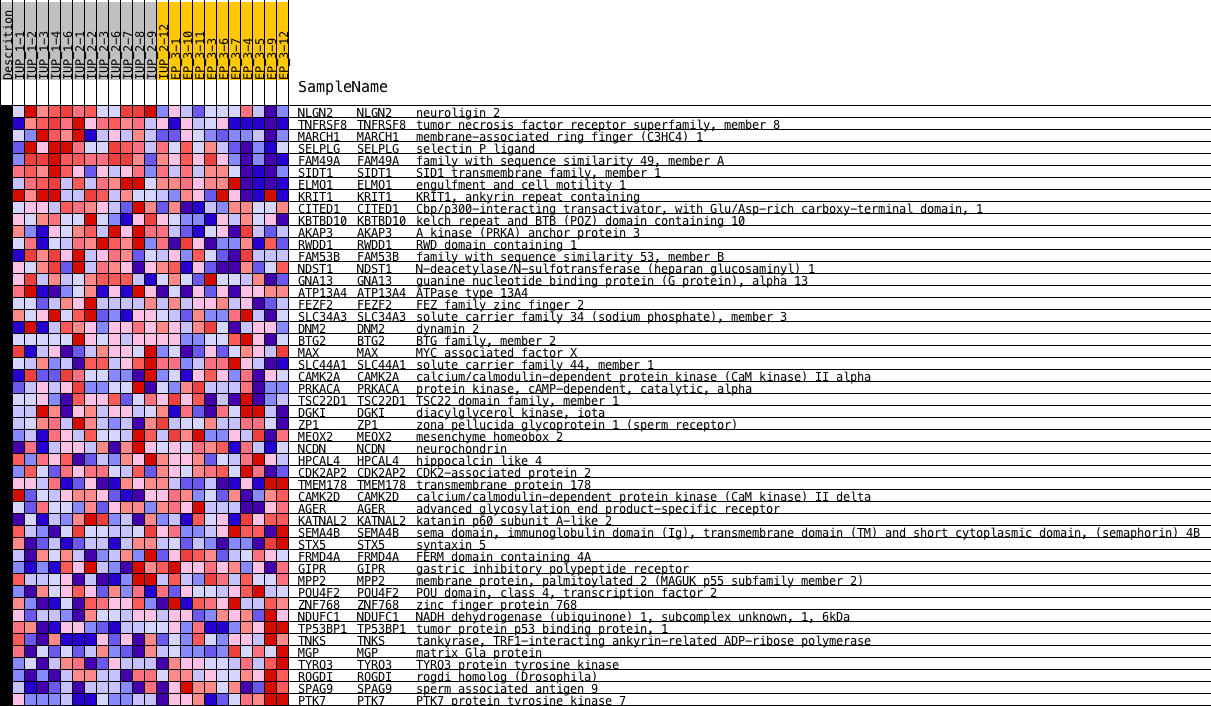 Descrition
IUP_1-1
IUP_1-2
IUP_1-3
IUP_1-4
IUP_1-6
IUP_2-1
IUP_2-2
IUP_2-3
IUP_2-6
IUP_2-7
IUP_2-8
IUP_2-9
IUP_2-12
EP_3-1
EP_3-10
EP_3-11
EP_3-3
EP_3-6
EP_3-7
EP_3-4
EP_3-5
EP_3-9
EP_3-12
SampleName
NLGN2 NLGN2 neuroligin 2
TNFRSF8 TNFRSF8 tumor necrosis factor receptor superfamily, member 8
MARCH1 MARCH1 membrane-associated ring finger (C3HC4) 1
SELPLG SELPLG selectin P ligand
FAM49A FAM49A family with sequence similarity 49, member A
SIDT1 SIDT1 SID1 transmembrane family, member 1
ELMO1 ELMO1 engulfment and cell motility 1
KRIT1 KRIT1 KRIT1, ankyrin repeat containing
CITED1 CITED1 Cbp/p300-interacting transactivator, with Glu/Asp-rich carboxy-terminal domain, 1
KBTBD10 KBTBD10 kelch repeat and BTB (POZ) domain containing 10
AKAP3 AKAP3 A kinase (PRKA) anchor protein 3
RWDD1 RWDD1 RWD domain containing 1
FAM53B FAM53B family with sequence similarity 53, member B
NDST1 NDST1 N-deacetylase/N-sulfotransferase (heparan glucosaminyl) 1
GNA13 GNA13 guanine nucleotide binding protein (G protein), alpha 13
ATP13A4 ATP13A4 ATPase type 13A4
FEZF2 FEZF2 FEZ family zinc finger 2
SLC34A3 SLC34A3 solute carrier family 34 (sodium phosphate), member 3
DNM2 DNM2 dynamin 2
BTG2 BTG2 BTG family, member 2
MAX MAX MYC associated factor X
SLC44A1 SLC44A1 solute carrier family 44, member 1
CAMK2A CAMK2A calcium/calmodulin-dependent protein kinase (CaM kinase) II alpha
PRKACA PRKACA protein kinase, cAMP-dependent, catalytic, alpha
TSC22D1 TSC22D1 TSC22 domain family, member 1
DGKI DGKI diacylglycerol kinase, iota
ZP1 ZP1 zona pellucida glycoprotein 1 (sperm receptor)
MEOX2 MEOX2 mesenchyme homeobox 2
NCDN NCDN neurochondrin
HPCAL4 HPCAL4 hippocalcin like 4
CDK2AP2 CDK2AP2 CDK2-associated protein 2
TMEM178 TMEM178 transmembrane protein 178
CAMK2D CAMK2D calcium/calmodulin-dependent protein kinase (CaM kinase) II delta
AGER AGER advanced glycosylation end product-specific receptor
KATNAL2 KATNAL2 katanin p60 subunit A-like 2
SEMA4B SEMA4B sema domain, immunoglobulin domain (Ig), transmembrane domain (TM) and short cytoplasmic domain, (semaphorin) 4B
STX5 STX5 syntaxin 5
FRMD4A FRMD4A FERM domain containing 4A
GIPR GIPR gastric inhibitory polypeptide receptor
MPP2 MPP2 membrane protein, palmitoylated 2 (MAGUK p55 subfamily member 2)
POU4F2 POU4F2 POU domain, class 4, transcription factor 2
ZNF768 ZNF768 zinc finger protein 768
NDUFC1 NDUFC1 NADH dehydrogenase (ubiquinone) 1, subcomplex unknown, 1, 6kDa
TP53BP1 TP53BP1 tumor protein p53 binding protein, 1
TNKS TNKS tankyrase, TRF1-interacting ankyrin-related ADP-ribose polymerase
MGP MGP matrix Gla protein
TYRO3 TYRO3 TYRO3 protein tyrosine kinase
ROGDI ROGDI rogdi homolog (Drosophila)
SPAG9 SPAG9 sperm associated antigen 9
PTK7 PTK7 PTK7 protein tyrosine kinase 7